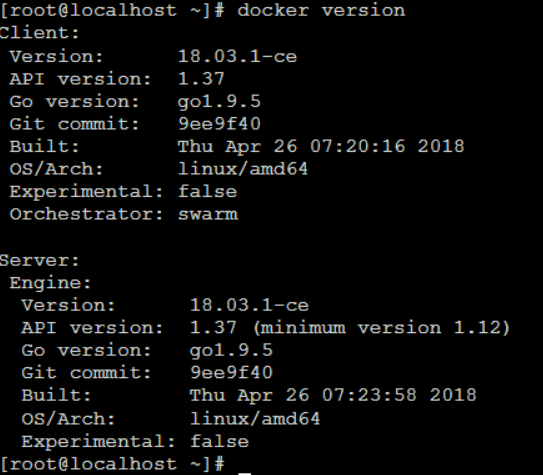 [root@localhost ~]# docker version
Client:
 Version:      18.03.1-ce
 API version:  1.37
 Go version:   go1.9.5
 Git commit:   9ee9f40
 Built:        Thu Apr 26 07:20:16 2018
 OS/Arch:      linux/amd64
 Experimental: false
 Orchestrator: swarm

Server:
 Engine:
  Version:      18.03.1-ce
  API version:  1.37 (minimum version 1.12)
  Go version:   go1.9.5
  Git commit:   9ee9f40
  Built:        Thu Apr 26 07:23:58 2018
  OS/Arch:      linux/amd64
  Experimental: false
[root@localhost ~]#